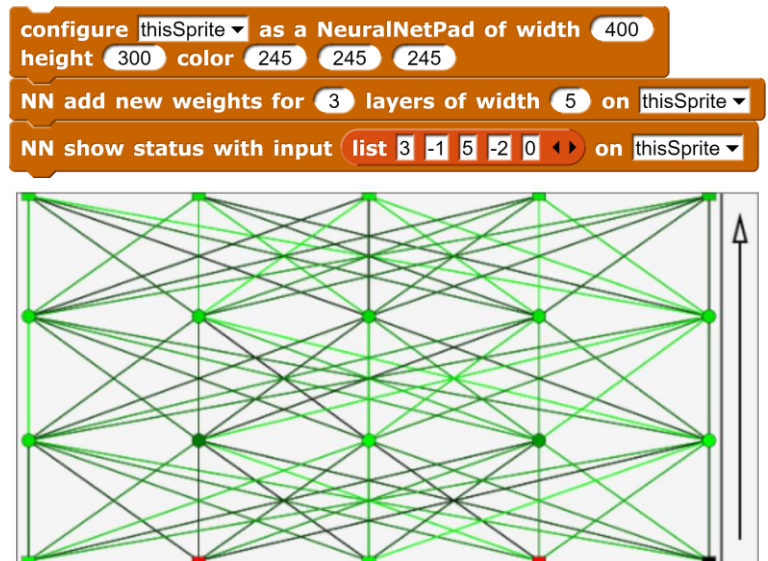 configure thisSprite as a NeuralNetPad of width 400
height 300 color 245 245 245
NN add new weights for 3 layers of width 5 on thisSprite
NN show status with input list 3 -1 5 -2 0 on thisSprite